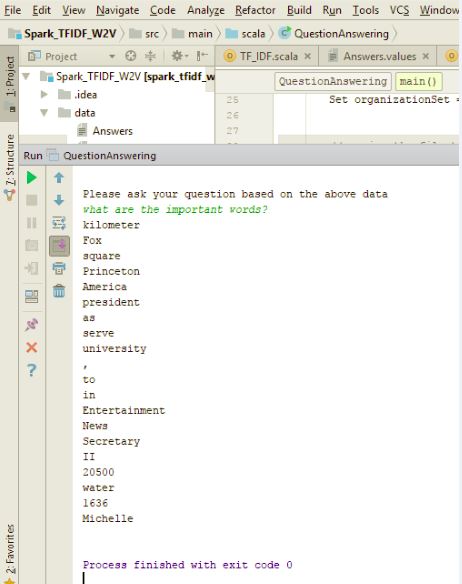 File Edit View Navigate Code Analyze Refactor Build Run Tools VCS Window
Spark_TFIDF_W2V src main scala QuestionAnswering
Project TF_IDF.scala Answers.values
Spark_TFIDF_W2V [spark_tfidf_w
.idea
data
Answers
QuestionAnswering main()
25 Set organizationSet =
26
27
1: Project
Z: Structure
2: Favorites
Run QuestionAnswering
Please ask your question based on the above data
what are the important words?
kilometer
Fox
square
Princeton
America
president
as
serve
university
,
to
in
Entertainment
News
Secretary
II
20500
water
1636
Michelle
Process finished with exit code 0